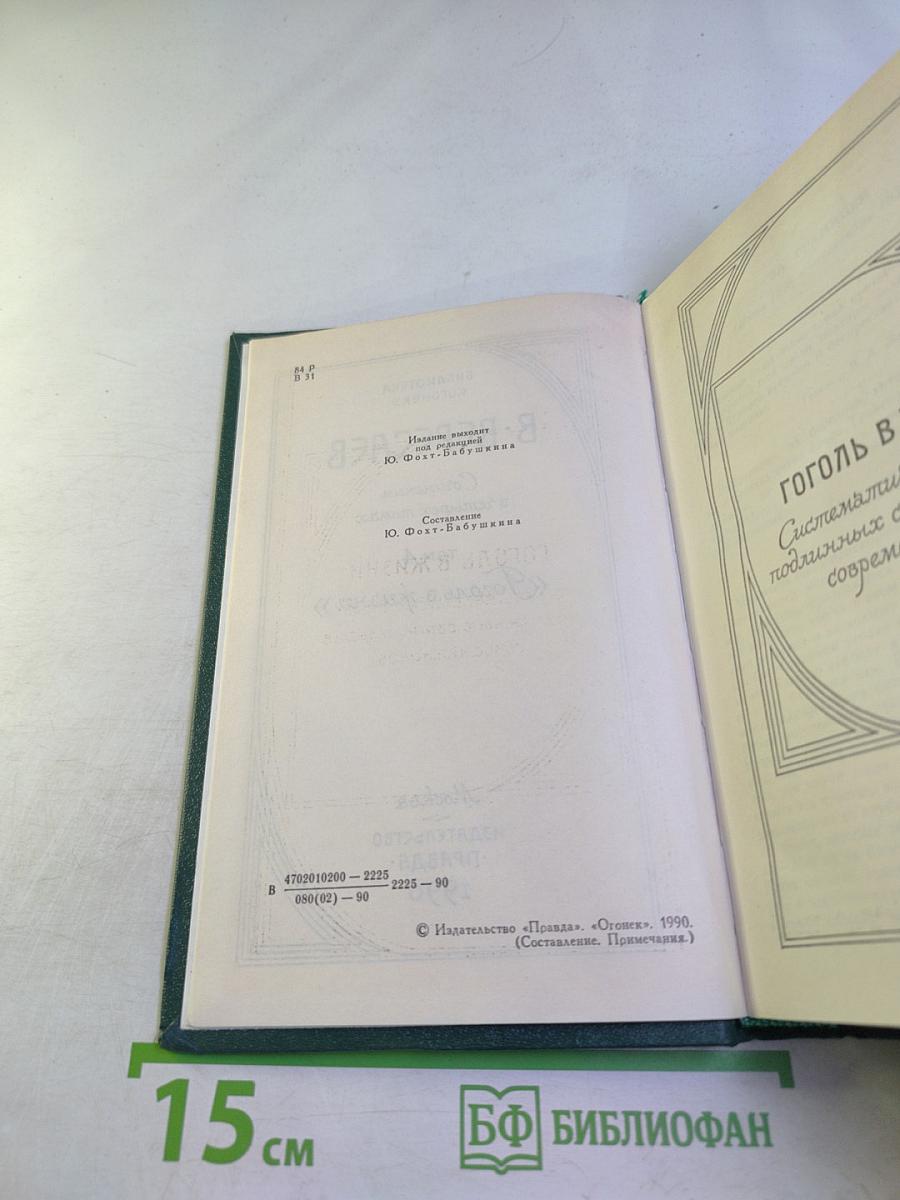 84 Р
В 31
Издание выходит
под редакцией
Ю. Фохт-Бабушкина
Составление
Ю. Фохт-Бабушкина
В 4702010200 — 2225
080(02) — 90
2225 — 90
© Издательство «Правда». «Огонек». 1990.
(Составление. Примечания.)
ГОГОЛЬ В
15 см
БФ БИБЛИОФАН